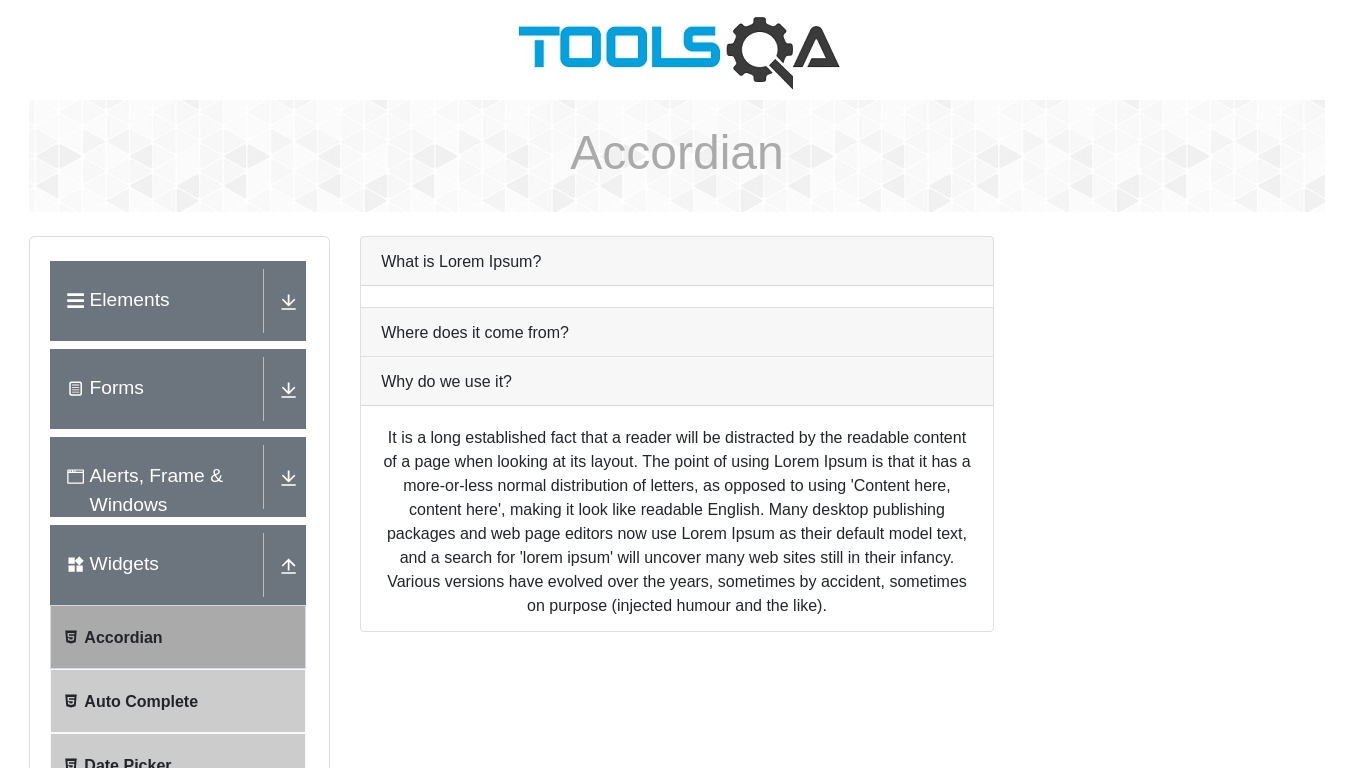 TOOLSQA
Accordian
Elements
Forms
Alerts, Frame &
Windows
Widgets
Accordian
Auto Complete
Date Picker
What is Lorem Ipsum?
Where does it come from?
Why do we use it?
It is a long established fact that a reader will be distracted by the readable content
of a page when looking at its layout. The point of using Lorem Ipsum is that it has a
more-or-less normal distribution of letters, as opposed to using 'Content here,
content here', making it look like readable English. Many desktop publishing
packages and web page editors now use Lorem Ipsum as their default model text,
and a search for 'lorem ipsum' will uncover many web sites still in their infancy.
Various versions have evolved over the years, sometimes by accident, sometimes
on purpose (injected humour and the like).